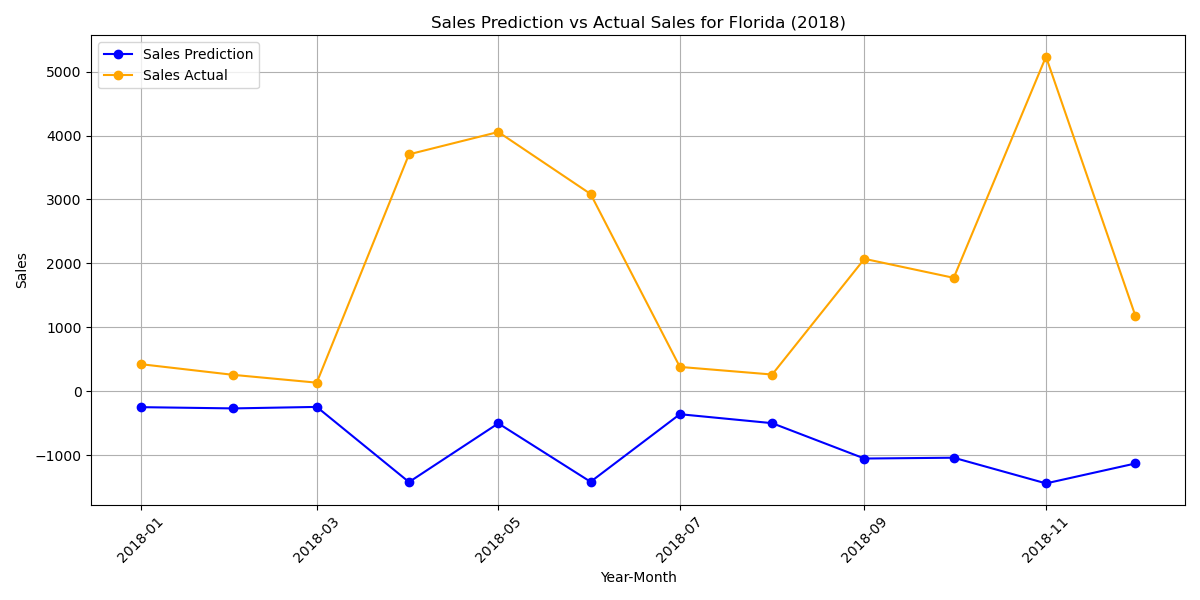 Sales Prediction vs Actual Sales for Florida (2018)
Sales Prediction
Sales Actual
5000
4000
3000
2000
1000
0
−1000
Sales
2018-01
2018-03
2018-05
2018-07
2018-09
2018-11
Year-Month